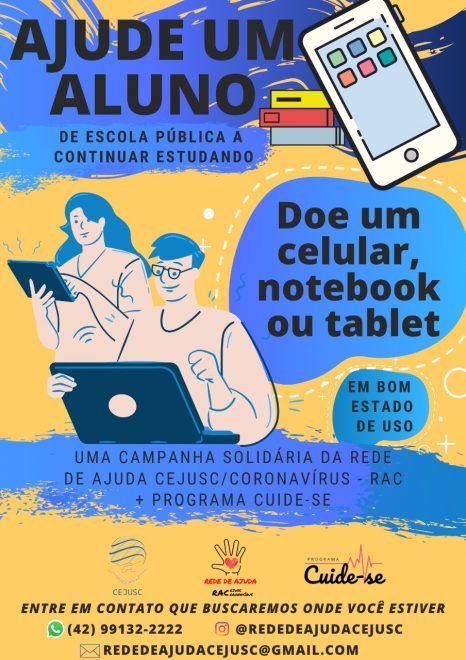 AJUDE UM
ALUNO
DE ESCOLA PÚBLICA A
CONTINUAR ESTUDANDO
Doe um
celular,
notebook
ou tablet
EM BOM
ESTADO
DE USO
UMA CAMPANHA SOLIDÁRIA DA REDE
DE AJUDA CEJUSC/CORONAVÍRUS - RAC
+ PROGRAMA CUIDE-SE
CEJUSC
REDE DE AJUDA
RAC
PROGRAMA
Cuide-se
ENTRE EM CONTATO QUE BUSCAREMOS ONDE VOCÊ ESTIVER
(42) 99132-2222
@REDEDEAJUDACEJUSC
REDEDEAJUDACEJUSC@GMAIL.COM